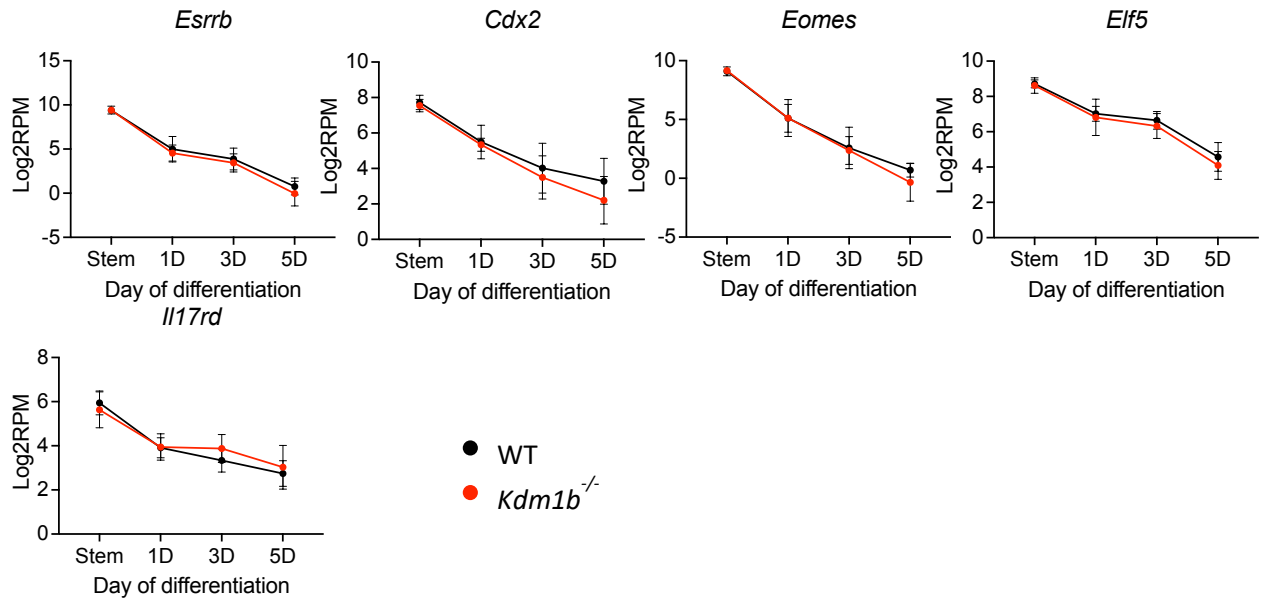 Esrrb
15
10
5
0
-5
Log2RPM
Stem 1D 3D 5D
Day of differentiation
Cdx2
10
8
6
4
2
0
Log2RPM
Stem 1D 3D 5D
Day of differentiation
Eomes
10
5
0
-5
Log2RPM
Stem 1D 3D 5D
Day of differentiation
Elf5
10
8
6
4
2
0
Log2RPM
Stem 1D 3D 5D
Day of differentiation
Il17rd
8
6
4
2
0
Log2RPM
Stem 1D 3D 5D
Day of differentiation
WT
Kdm1b-/-